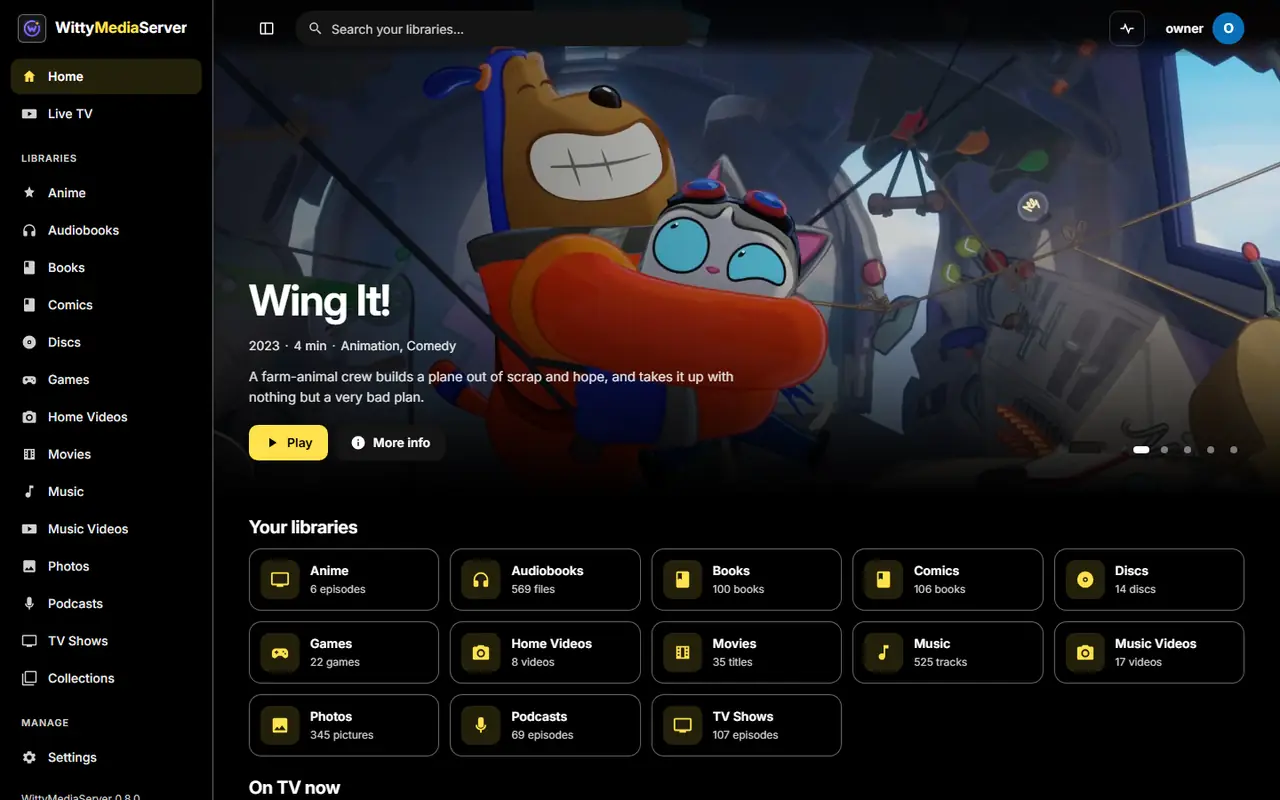 WittyMediaServer
Search your libraries...
owner
O
Home
Live TV
LIBRARIES
Anime
Audiobooks
Books
Comics
Discs
Games
Home Videos
Movies
Music
Music Videos
Photos
Podcasts
TV Shows
Collections
MANAGE
Settings
WittyMediaServer 0.8.0
Wing It!
2023 · 4 min · Animation, Comedy
A farm-animal crew builds a plane out of scrap and hope, and takes it up with
nothing but a very bad plan.
Play
More info
Your libraries
Anime
6 episodes
Audiobooks
569 files
Books
100 books
Comics
106 books
Discs
14 discs
Games
22 games
Home Videos
8 videos
Movies
35 titles
Music
525 tracks
Music Videos
17 videos
Photos
345 pictures
Podcasts
69 episodes
TV Shows
107 episodes
On TV now